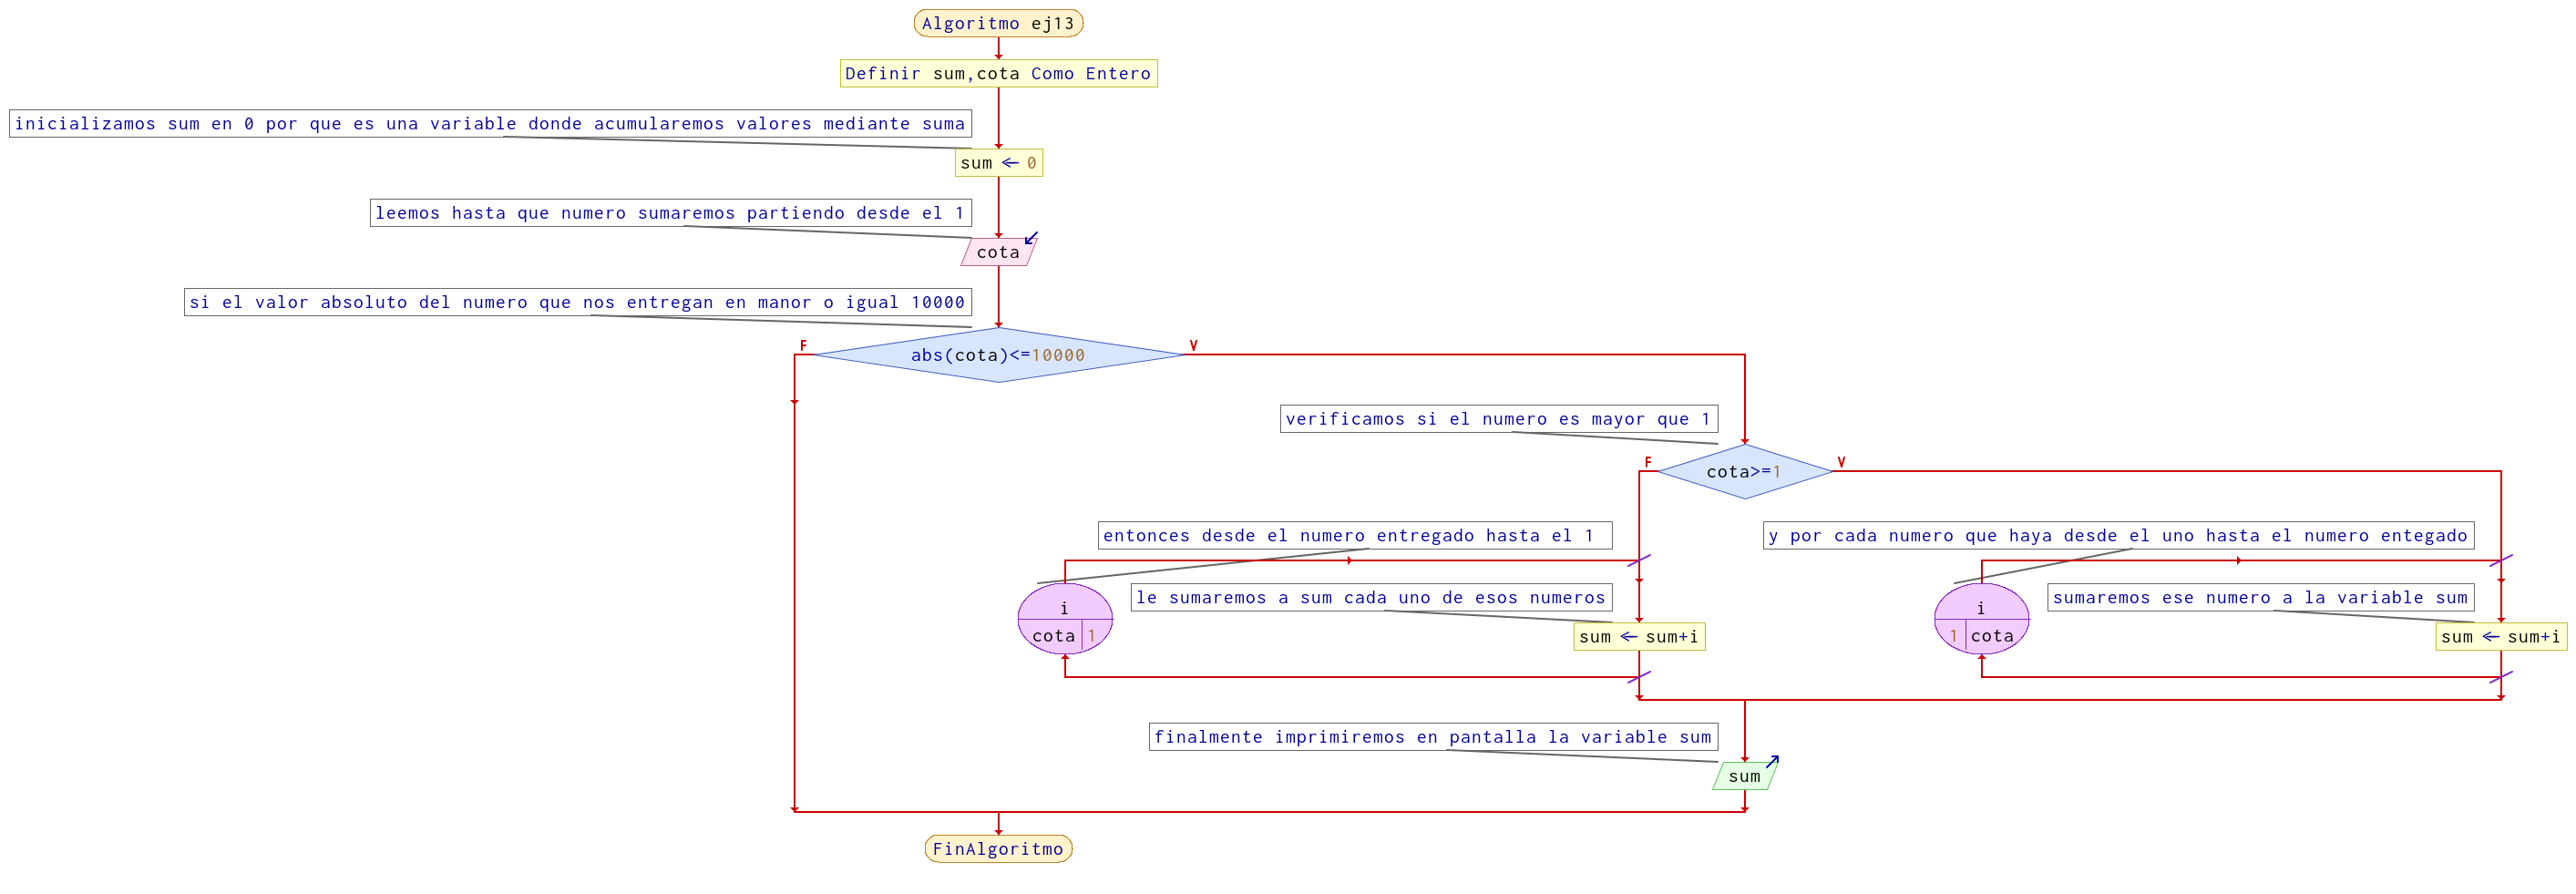 Algoritmo ej13
Definir sum,cota Como Entero
inicializamos sum en 0 por que es una variable donde acumularemos valores mediante suma
sum ← 0
leemos hasta que numero sumaremos partiendo desde el 1
cota
si el valor absoluto del numero que nos entregan en manor o igual 10000
F
abs(cota)<=10000
V
verificamos si el numero es mayor que 1
F
cota>=1
V
entonces desde el numero entregado hasta el 1
y por cada numero que haya desde el uno hasta el numero entegado
i
cota 1
le sumaremos a sum cada uno de esos numeros
sum ← sum+i
i
1 cota
sumaremos ese numero a la variable sum
sum ← sum+i
finalmente imprimiremos en pantalla la variable sum
sum
FinAlgoritmo